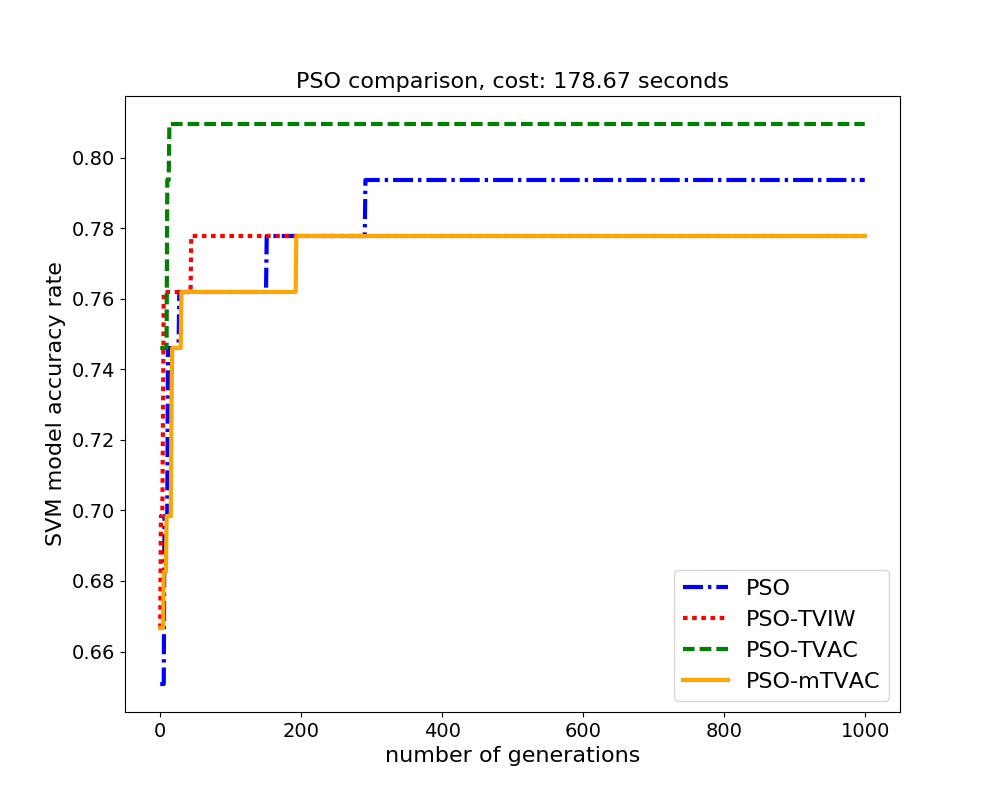 PSO comparison, cost: 178.67 seconds
SVM model accuracy rate
0.80
0.78
0.76
0.74
0.72
0.70
0.68
0.66
0 200 400 600 800 1000
number of generations
PSO
PSO-TVIW
PSO-TVAC
PSO-mTVAC